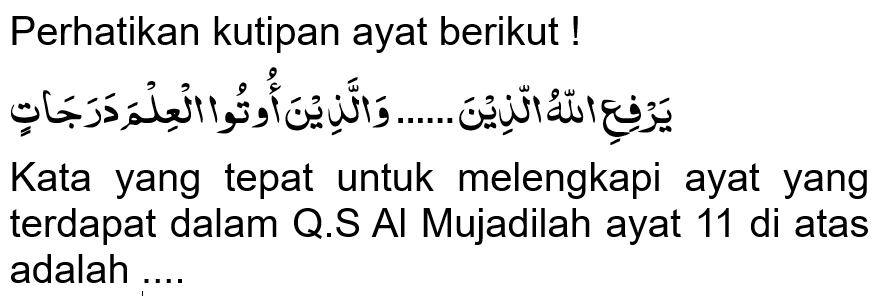 Perhatikan kutipan ayat berikut !
يَرْفِعِ اللّٰهُ الَّذِيْنَ ...... وَالَّذِيْنَ أُوتُوا الْعِلْمَ دَرَجَاتٍ
Kata yang tepat untuk melengkapi ayat yang
terdapat dalam Q.S Al Mujadilah ayat 11 di atas
adalah ....